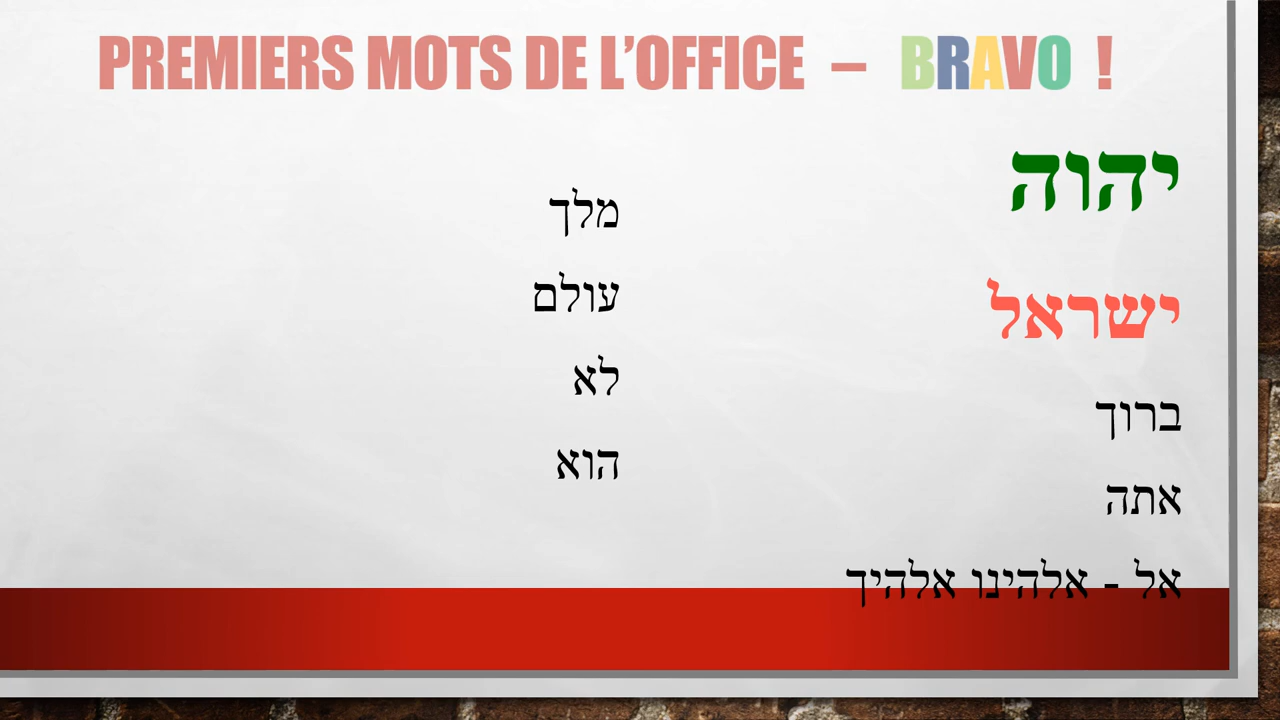 PREMIERS MOTS DE L’OFFICE – BRAVO !
יהוה
ישראל
ברוך
אתה
אל - אלהינו אלהיך
מלך
עולם
לא
הוא